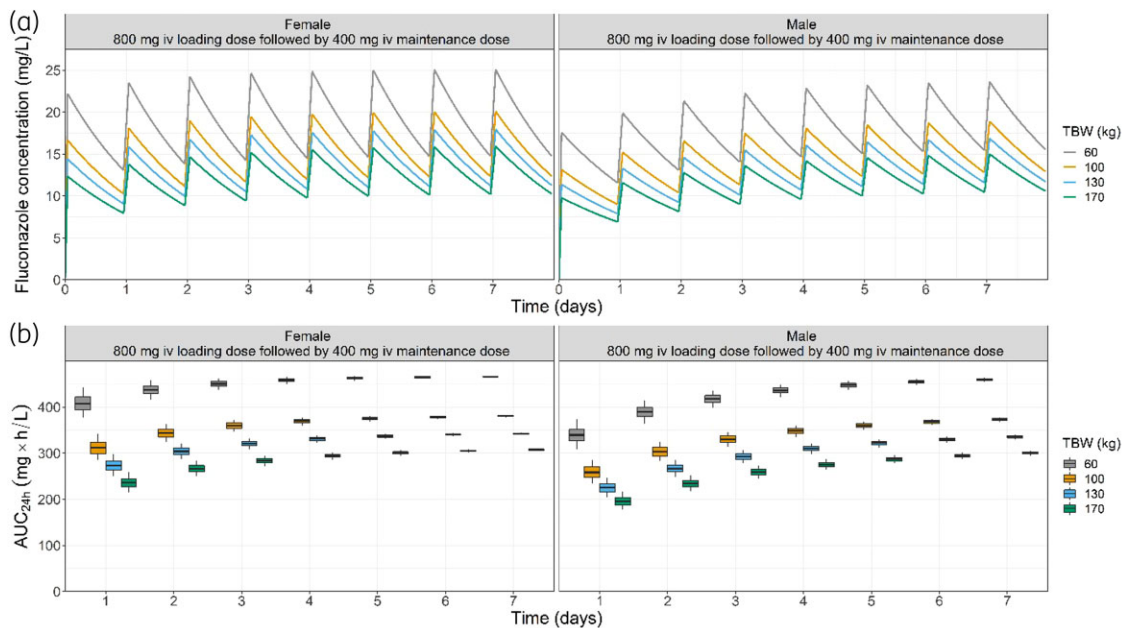 (a)
Female
800 mg iv loading dose followed by 400 mg iv maintenance dose
Male
800 mg iv loading dose followed by 400 mg iv maintenance dose
Fluconazole concentration (mg/L)
25
20
15
10
5
0
0 1 2 3 4 5 6 7
0 1 2 3 4 5 6 7
Time (days)
TBW (kg)
60
100
130
170
(b)
Female
800 mg iv loading dose followed by 400 mg iv maintenance dose
Male
800 mg iv loading dose followed by 400 mg iv maintenance dose
AUC24h (mg × h/L)
400
300
200
100
0
1 2 3 4 5 6 7
1 2 3 4 5 6 7
Time (days)
TBW (kg)
60
100
130
170